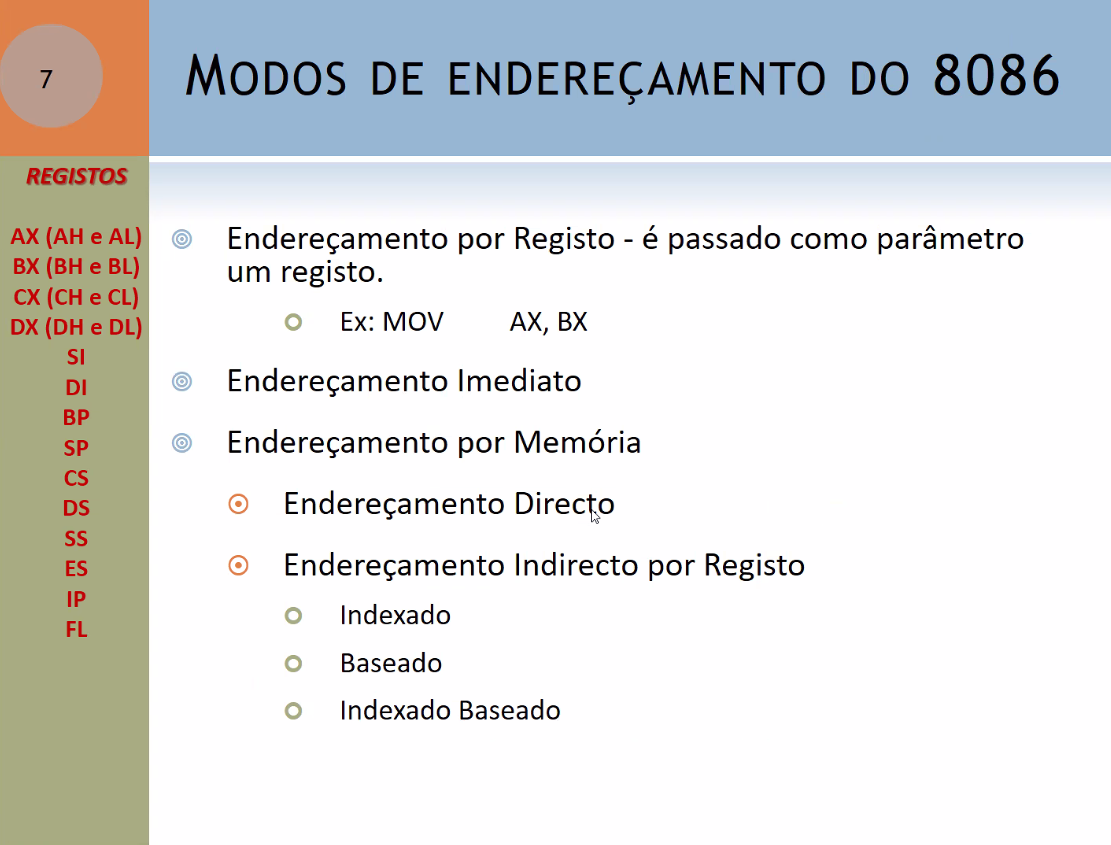 7
MODOS DE ENDEREÇAMENTO DO 8086
REGISTOS
AX (AH e AL)
BX (BH e BL)
CX (CH e CL)
DX (DH e DL)
SI
DI
BP
SP
CS
DS
SS
ES
IP
FL
Endereçamento por Registo - é passado como parâmetro
um registo.
Ex: MOV AX, BX
Endereçamento Imediato
Endereçamento por Memória
Endereçamento Directo
Endereçamento Indirecto por Registo
Indexado
Baseado
Indexado Baseado